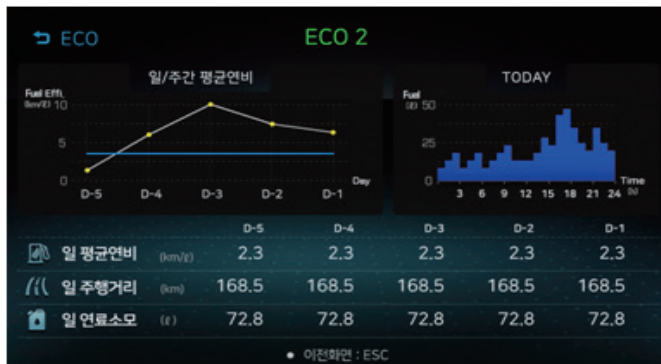 ECO
ECO 2
일/주간 평균연비
Fuel Effi.
(km/ℓ) 10
5
0
D-5 D-4 D-3 D-2 D-1 Day
TODAY
Fuel
(ℓ) 50
25
0
3 6 9 12 15 18 21 24 Time
(h)
D-5 D-4 D-3 D-2 D-1
일 평균연비 (km/ℓ) 2.3 2.3 2.3 2.3 2.3
일 주행거리 (km) 168.5 168.5 168.5 168.5 168.5
일 연료소모 (ℓ) 72.8 72.8 72.8 72.8 72.8
● 이전화면 : ESC